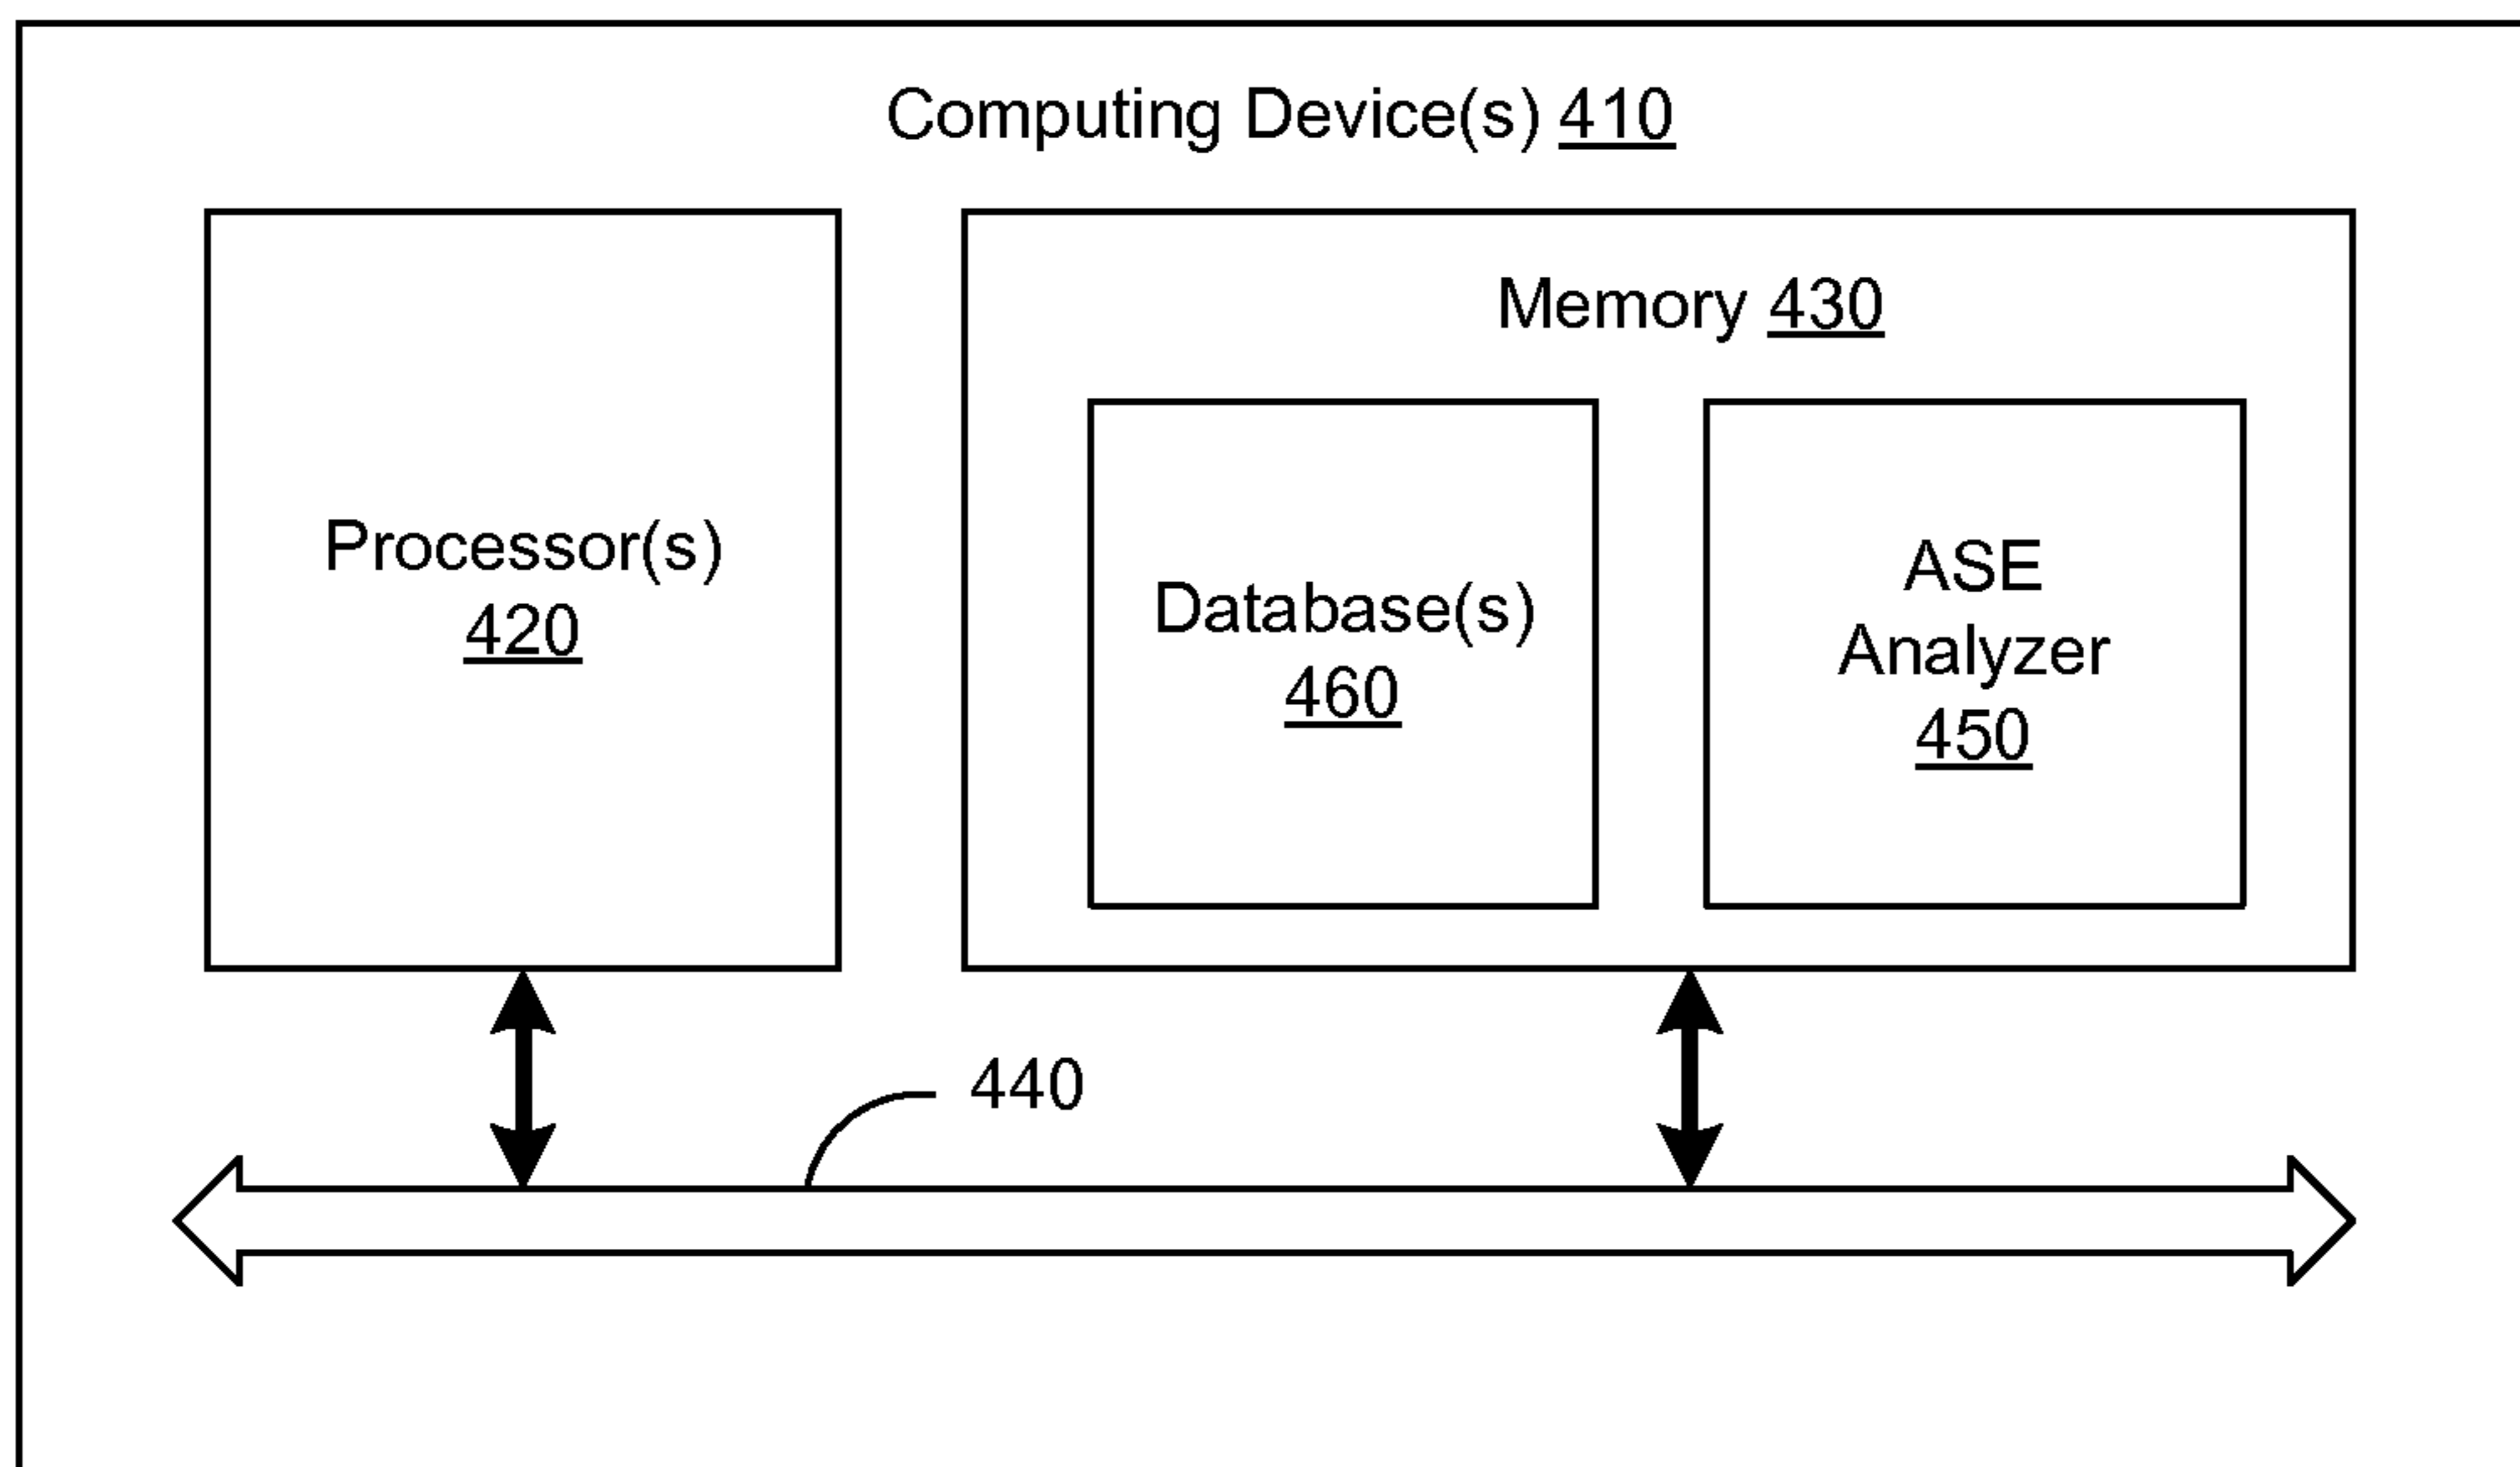 Computing Device(s) 410
Processor(s)
420
Memory 430
Database(s)
460
ASE
Analyzer
450
440